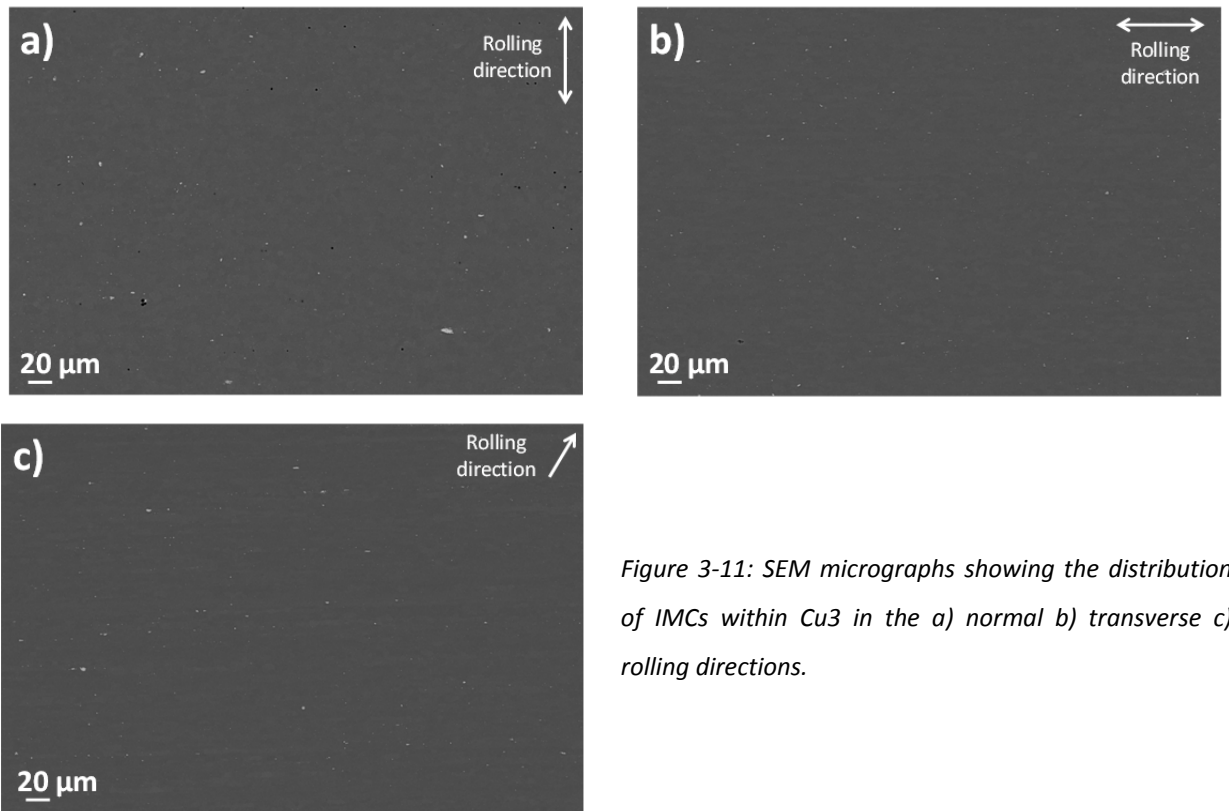 a)
Rolling
direction
20 µm
b)
Rolling
direction
20 µm
c)
Rolling
direction
20 µm
Figure 3-11: SEM micrographs showing the distribution
of IMCs within Cu3 in the a) normal b) transverse c)
rolling directions.